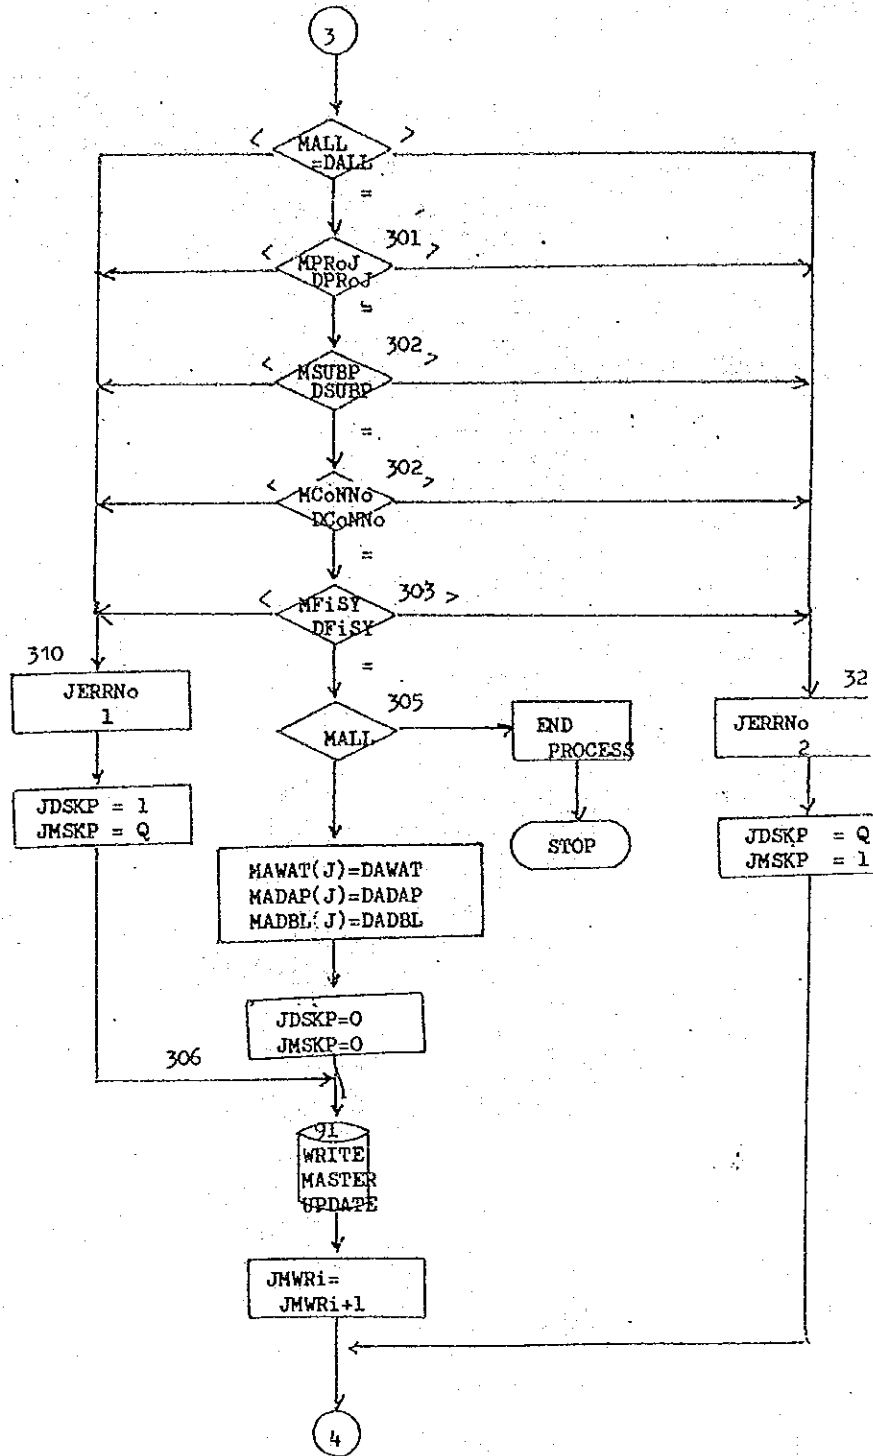 3
< >
MALL
=DALL
=
301
< >
MPRoJ
DPRoJ
=
302
< >
MSUBP
DSUBP
=
302
< >
MCoNNo
DCoNNo
=
303
< >
MFiSY
DFiSY
=
310
JERRNo
1
305
MALL
END
PROCESS
32
JERRNo
2
JDSKP = 1
JMSKP = Q
STOP
JDSKP = Q
JMSKP = 1
MAWAT(J)=DAWAT
MADAP(J)=DADAP
MADBL(J)=DADBL
JDSKP=O
JMSKP=O
306
91
WRITE
MASTER
UPDATE
JMWRi=
JMWRi+1
4